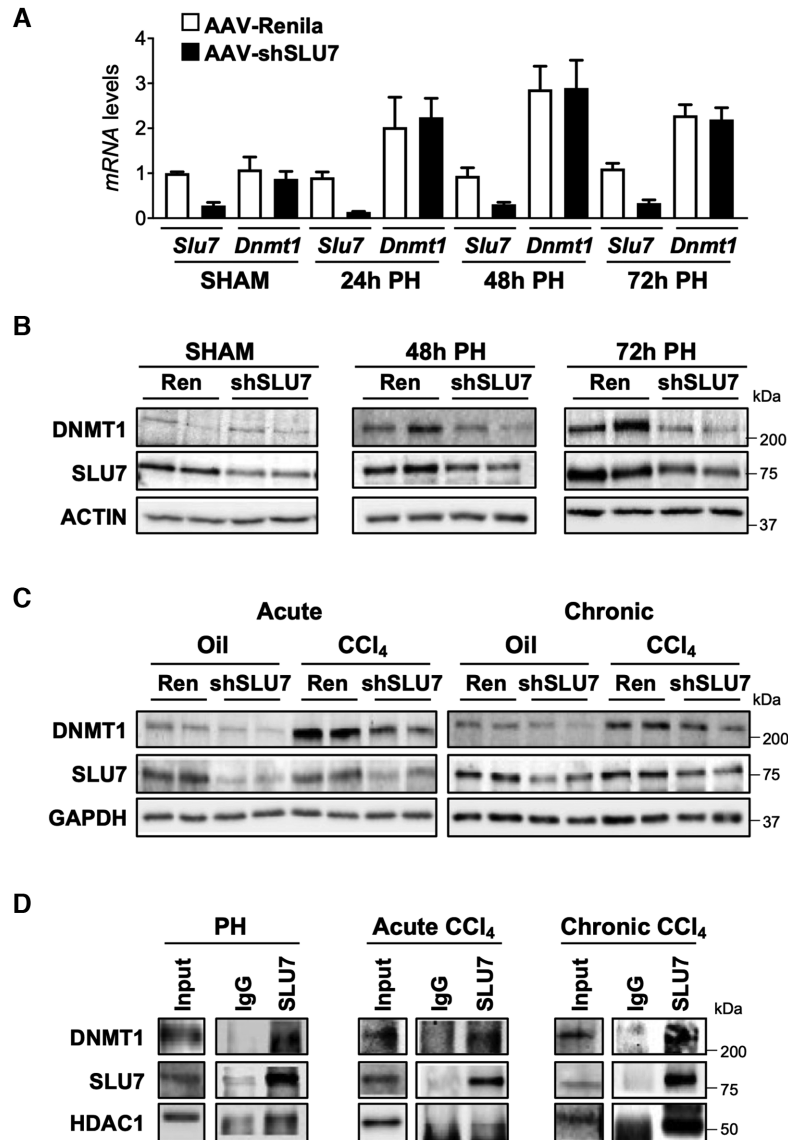 A
AAV-Renila
AAV-shSLU7
mRNA levels
4
3
2
1
0
Slu7 Dnmt1 Slu7 Dnmt1 Slu7 Dnmt1 Slu7 Dnmt1
SHAM 24h PH 48h PH 72h PH
B
SHAM 48h PH 72h PH
Ren shSLU7 Ren shSLU7 Ren shSLU7
kDa
DNMT1 200
SLU7 75
ACTIN 37
C
Acute Chronic
Oil CCl₄ Oil CCl₄
Ren shSLU7 Ren shSLU7 Ren shSLU7 Ren shSLU7
kDa
DNMT1 200
SLU7 75
GAPDH 37
D
PH Acute CCl₄ Chronic CCl₄
Input IgG SLU7 Input IgG SLU7 Input IgG SLU7
kDa
DNMT1 200
SLU7 75
HDAC1 50